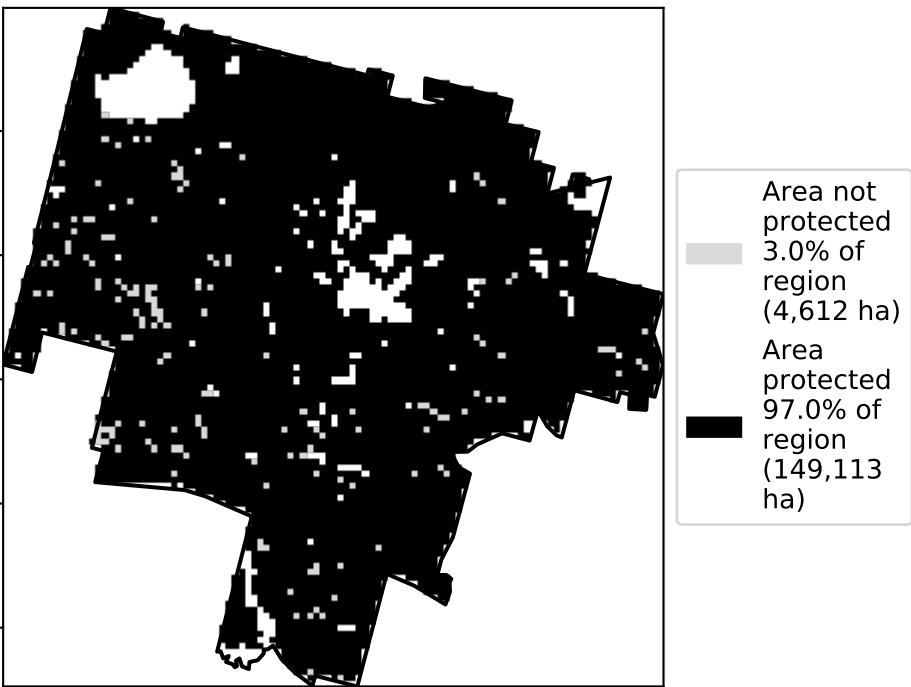 Area not
protected
3.0% of
region
(4,612 ha)
Area
protected
97.0% of
region
(149,113
ha)